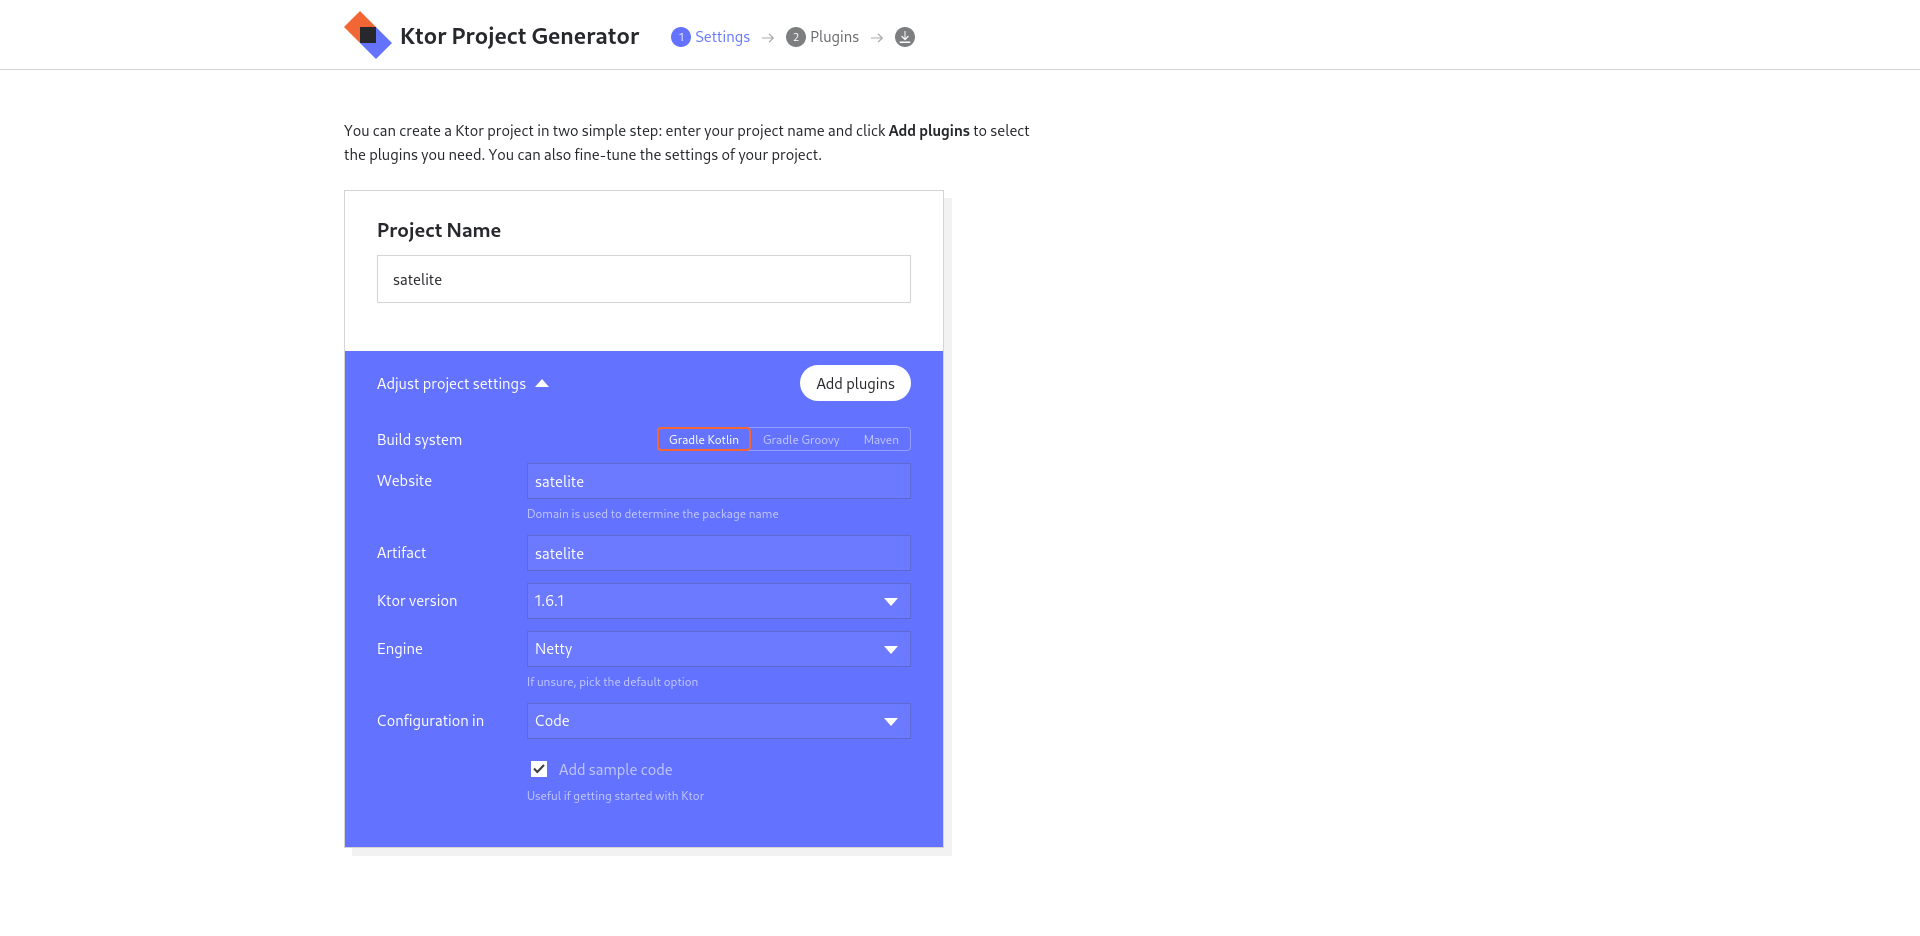 Ktor Project Generator
1 Settings → 2 Plugins →
You can create a Ktor project in two simple step: enter your project name and click Add plugins to select
the plugins you need. You can also fine-tune the settings of your project.
Project Name
satelite
Adjust project settings
Add plugins
Build system
Gradle Kotlin
Gradle Groovy
Maven
Website
satelite
Domain is used to determine the package name
Artifact
satelite
Ktor version
1.6.1
Engine
Netty
If unsure, pick the default option
Configuration in
Code
Add sample code
Useful if getting started with Ktor